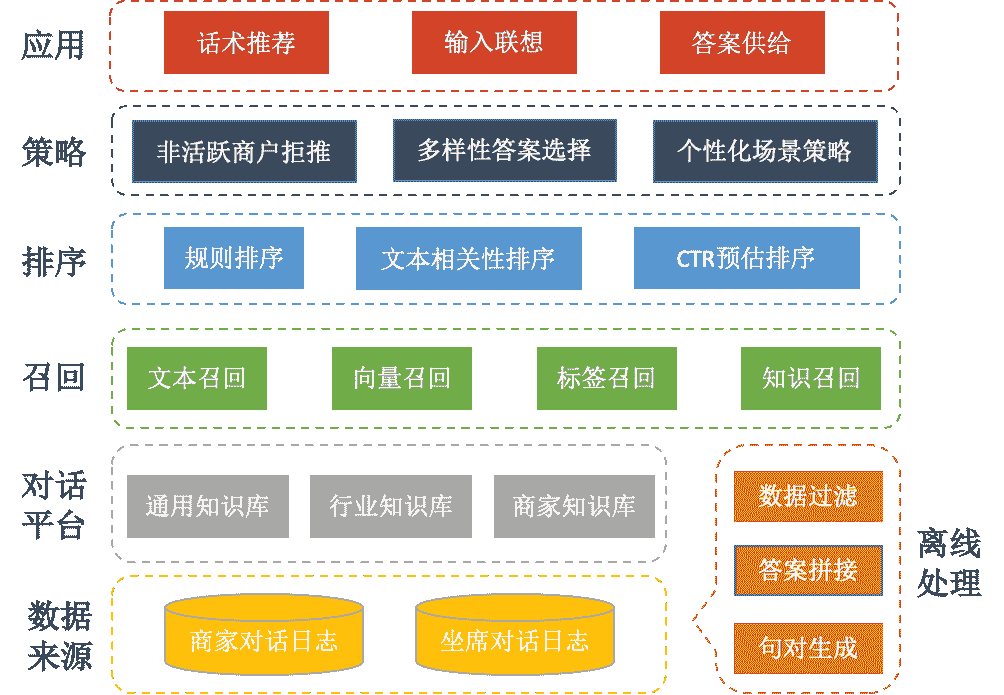 应用
话术推荐
输入联想
答案供给
策略
非活跃商户拒推
多样性答案选择
个性化场景策略
排序
规则排序
文本相关性排序
CTR预估排序
召回
文本召回
向量召回
标签召回
知识召回
对话
平台
通用知识库
行业知识库
商家知识库
数据
来源
商家对话日志
坐席对话日志
数据过滤
答案拼接
句对生成
离线
处理